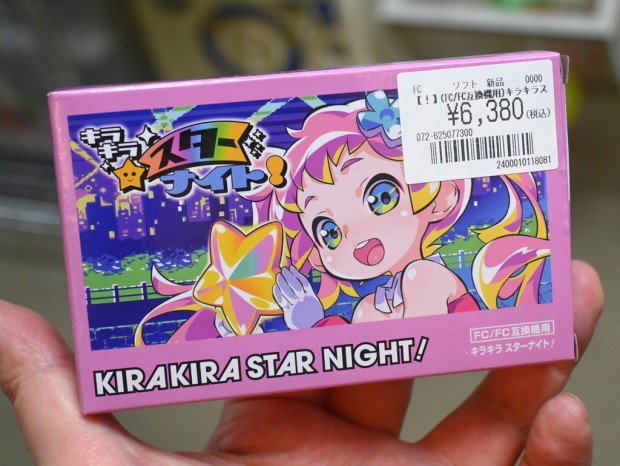 FC ソフト 新品 0000
【!】(FC/FC互換機用)キラキラス
¥6,380(税込)
072-625077300
2400010118081
キラ
キラ
スター
ナイト!
KIRAKIRA STAR NIGHT!
FC/FC互換機用
キラキラ スターナイト!